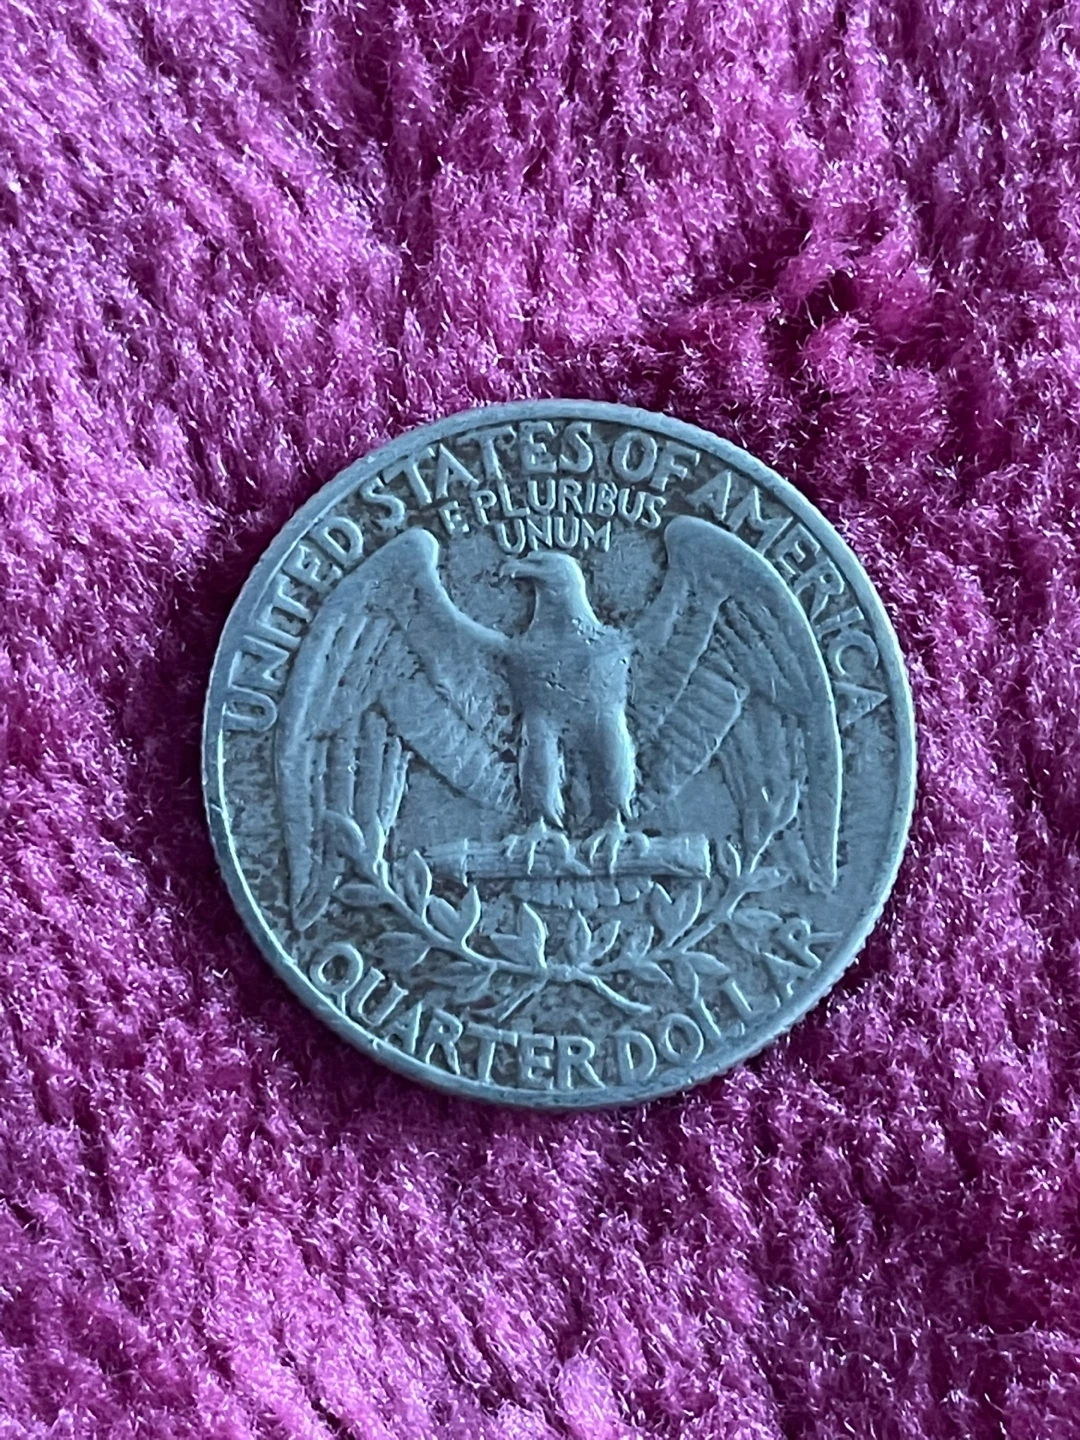 UNITED STATES OF AMERICA
E PLURIBUS
UNUM
QUARTER DOLLAR